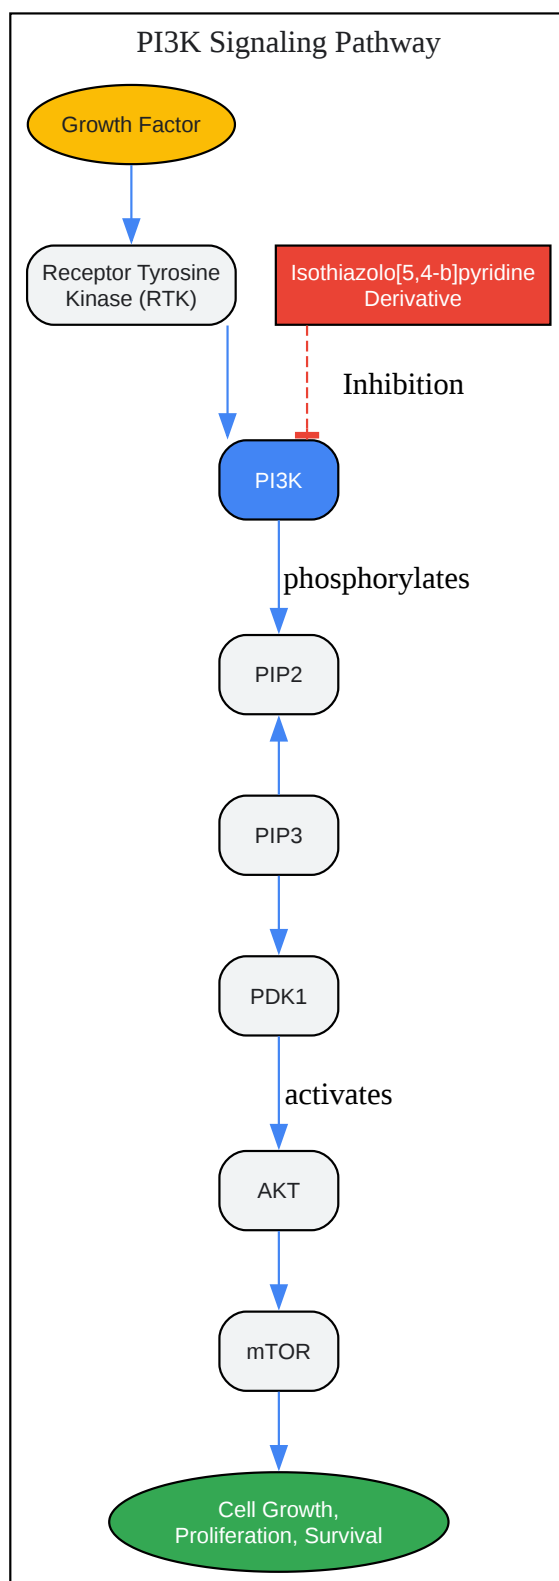 PI3K Signaling Pathway
Growth Factor
Receptor Tyrosine
Kinase (RTK)
Isothiazolo[5,4-b]pyridine
Derivative
Inhibition
PI3K
phosphorylates
PIP2
PIP3
PDK1
activates
AKT
mTOR
Cell Growth,
Proliferation, Survival